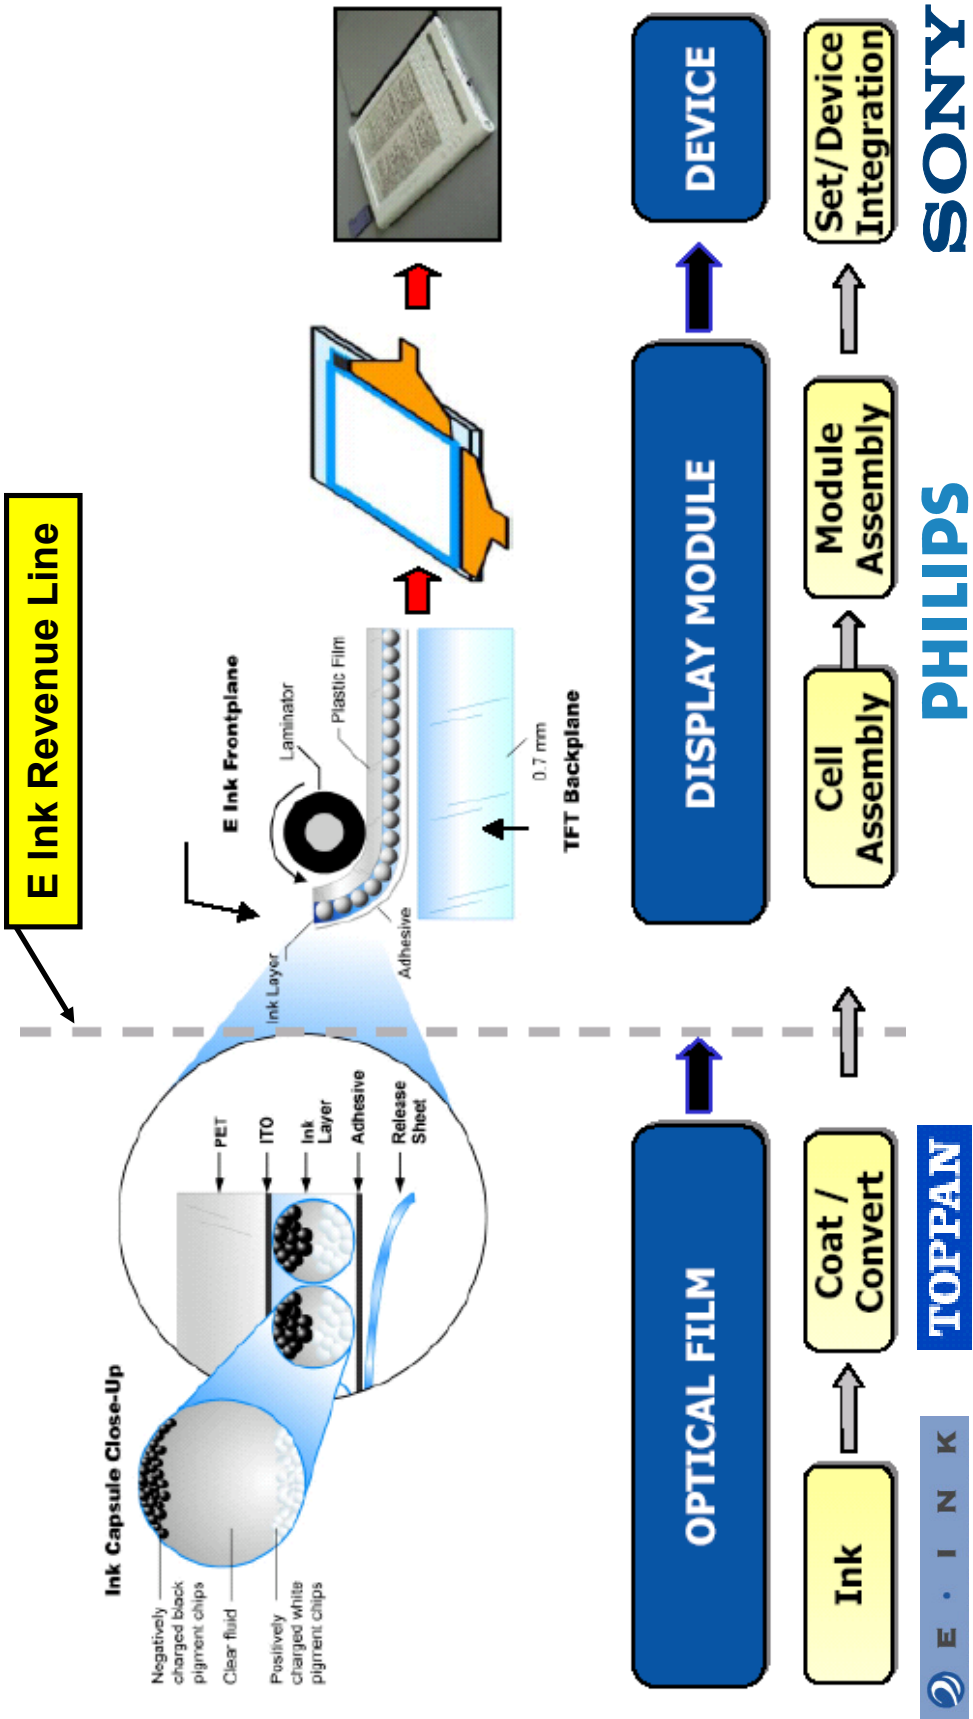 E Ink Revenue Line
Ink Capsule Close-Up
Negatively
charged black
pigment chips
Clear fluid
Positively
charged white
pigment chips
PET
ITO
Ink
Layer
Adhesive
Release
Sheet
E Ink Frontplane
Laminator
Plastic Film
Ink Layer
Adhesive
0.7 mm
TFT Backplane
OPTICAL FILM
DISPLAY MODULE
DEVICE
Ink
Coat /
Convert
Cell
Assembly
Module
Assembly
Set/Device
Integration
E · I N K
TOPPAN
PHILIPS
SONY